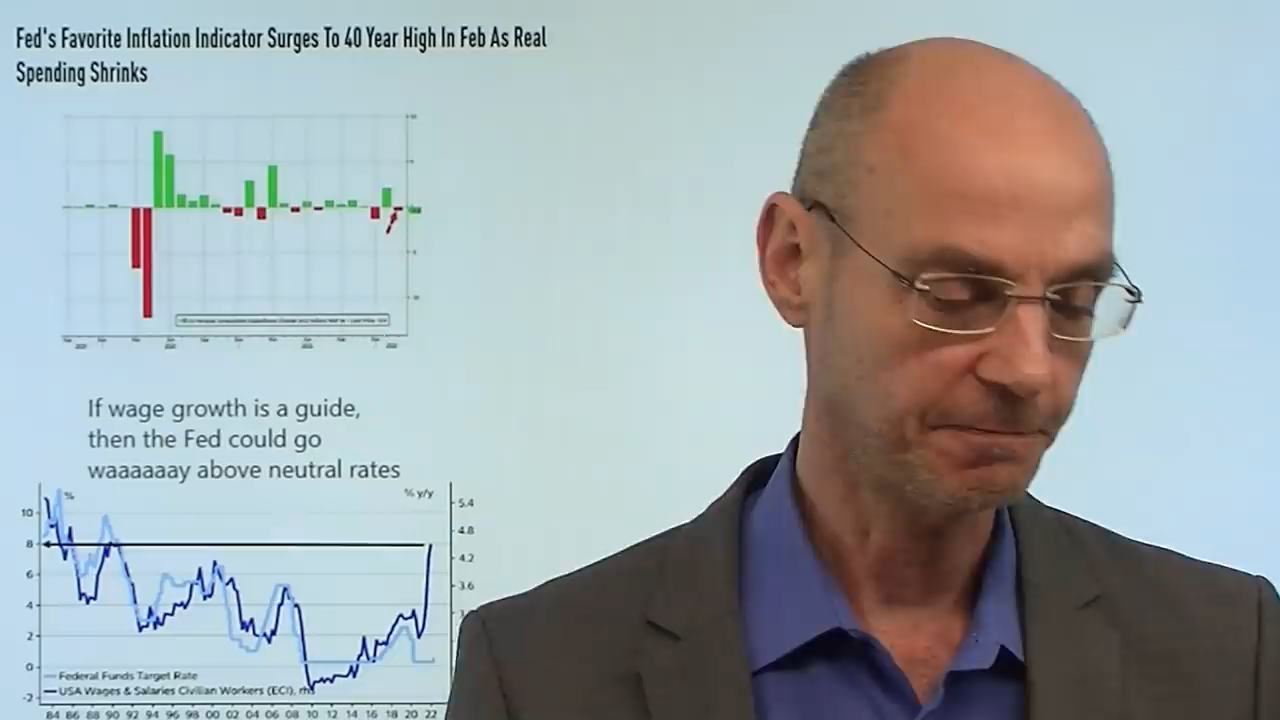 Fed's Favorite Inflation Indicator Surges To 40 Year High In Feb As Real
Spending Shrinks
If wage growth is a guide,
then the Fed could go
waaaaaay above neutral rates
%
% y/y
10
8
6
4
2
0
-2
5.4
4.8
4.2
3.6
Federal Funds Target Rate
USA Wages & Salaries Civilian Workers (ECI),
84 86 88 90 92 94 96 98 00 02 04 06 08 10 12 14 16 18 20 22